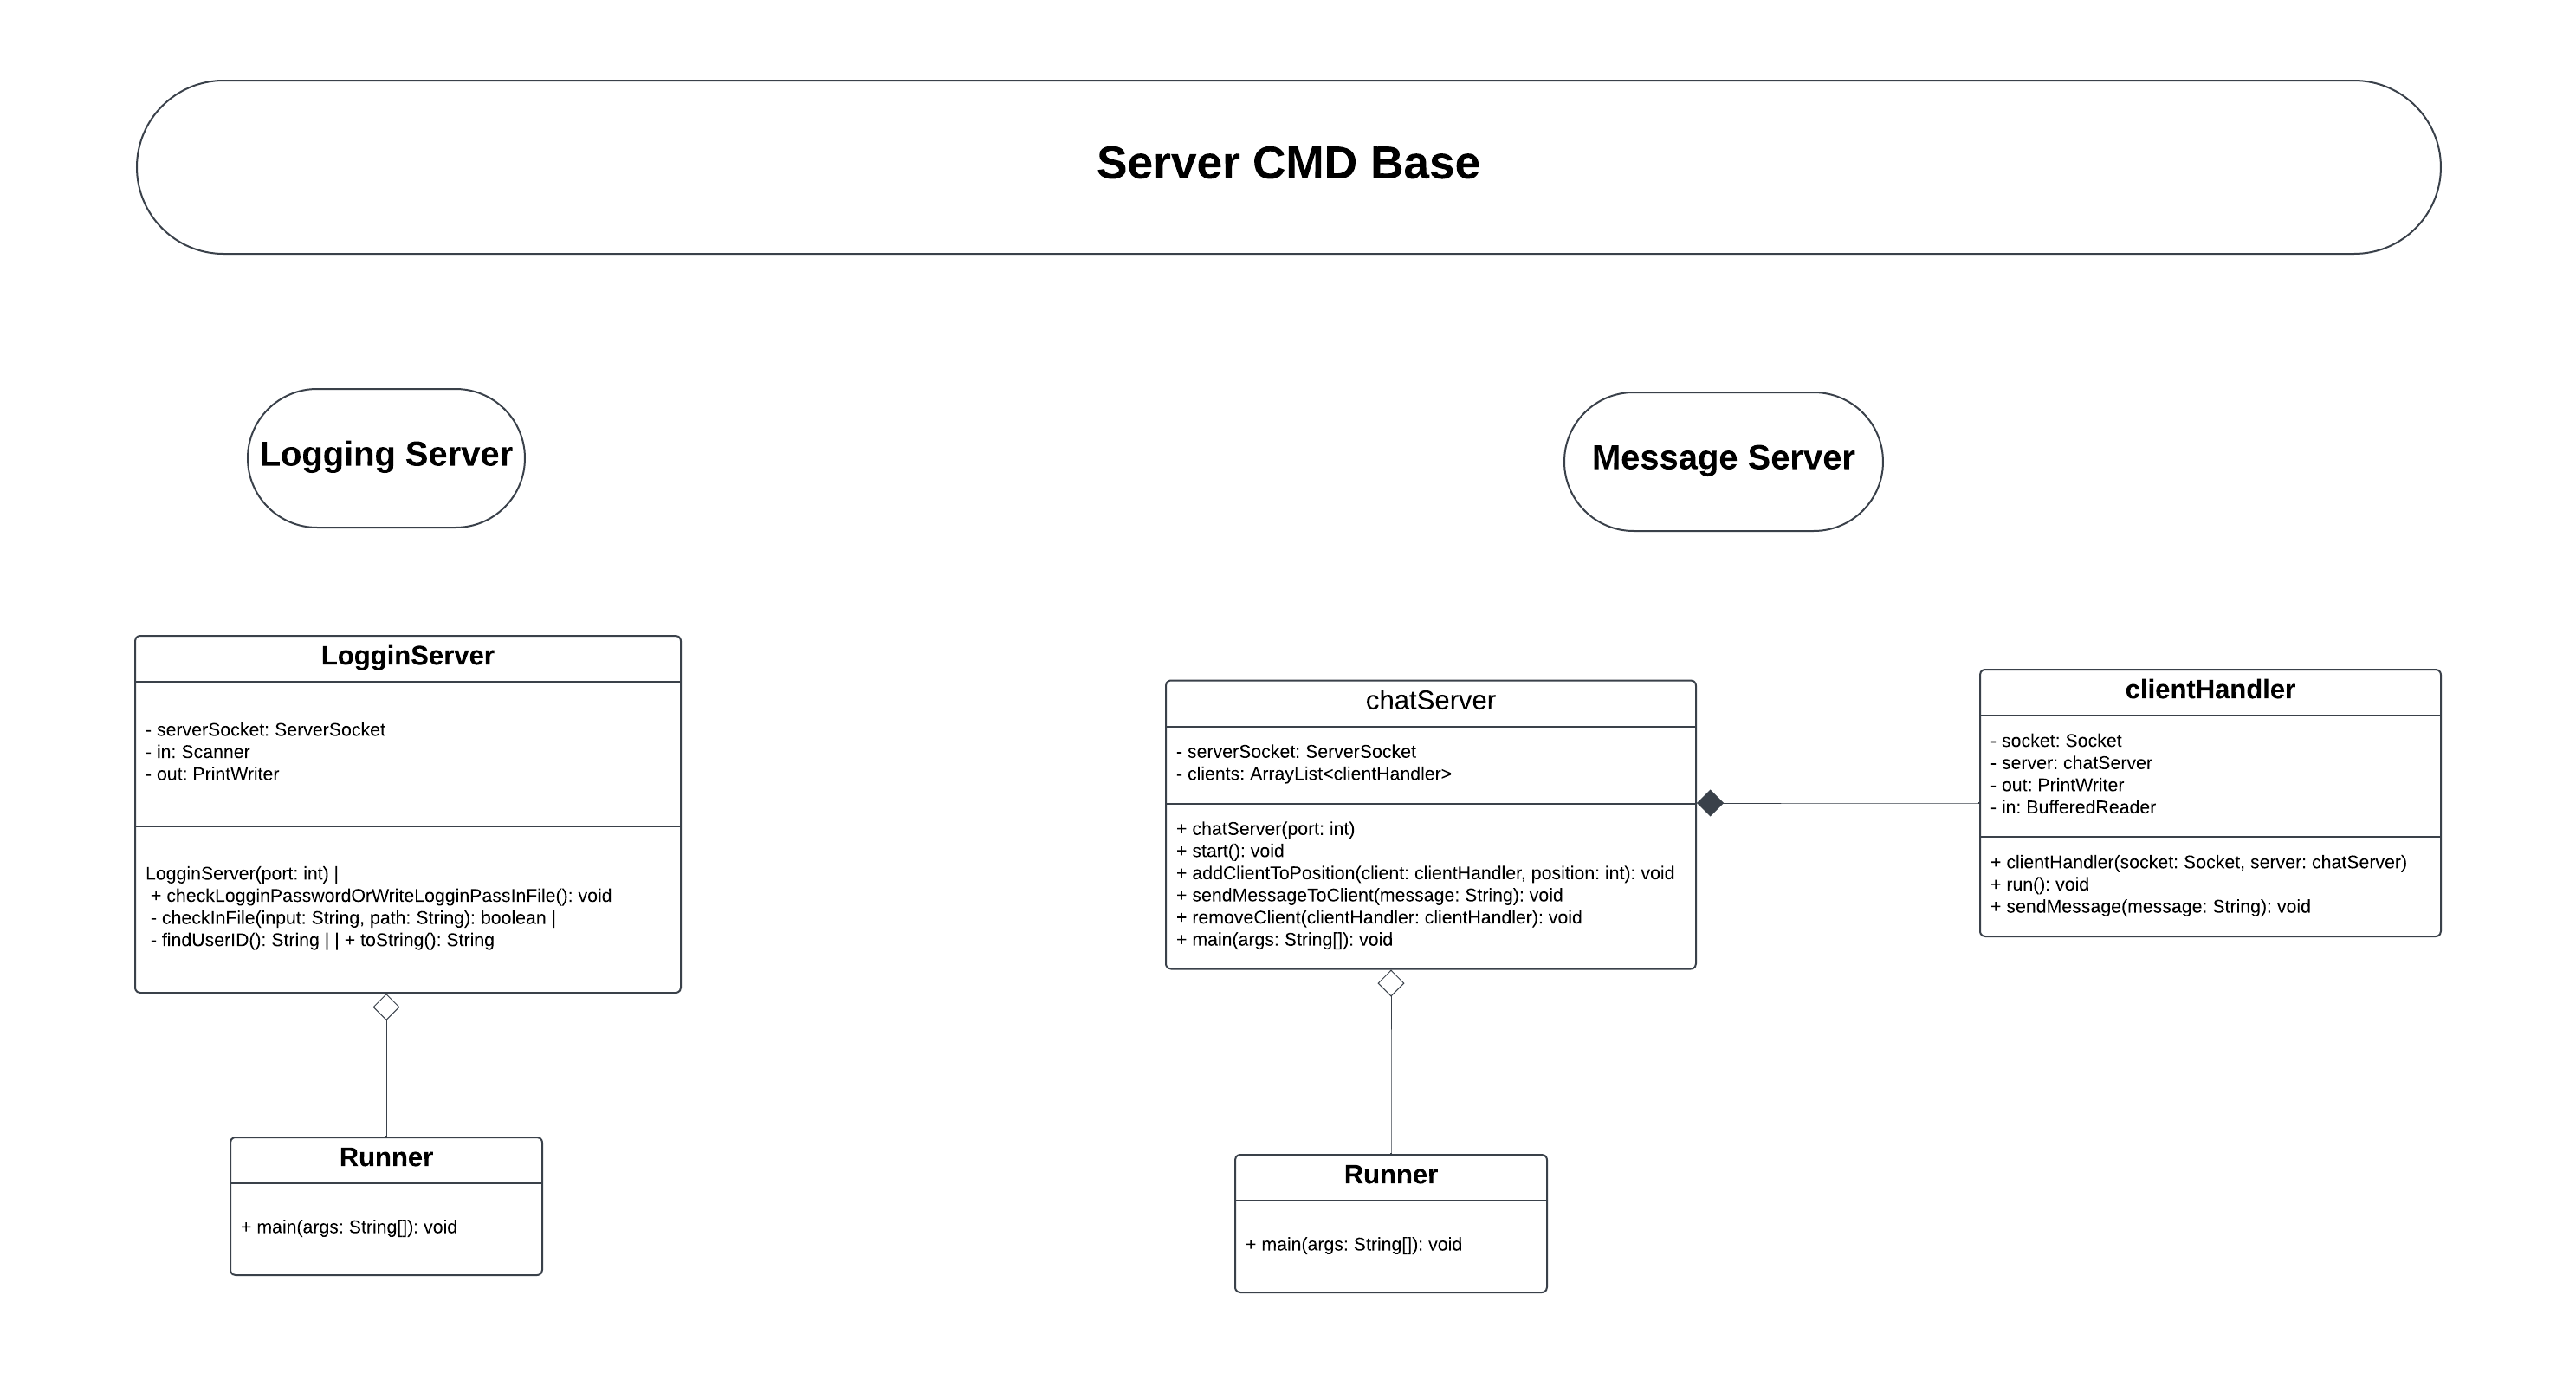 Server CMD Base
Logging Server
Message Server
LogginServer
- serverSocket: ServerSocket
- in: Scanner
- out: PrintWriter
LogginServer(port: int) |
+ checkLogginPasswordOrWriteLogginPassInFile(): void
- checkInFile(input: String, path: String): boolean |
- findUserID(): String | | + toString(): String
Runner
+ main(args: String[]): void
chatServer
- serverSocket: ServerSocket
- clients: ArrayList<clientHandler>
+ chatServer(port: int)
+ start(): void
+ addClientToPosition(client: clientHandler, position: int): void
+ sendMessageToClient(message: String): void
+ removeClient(clientHandler: clientHandler): void
+ main(args: String[]): void
Runner
+ main(args: String[]): void
clientHandler
- socket: Socket
- server: chatServer
- out: PrintWriter
- in: BufferedReader
+ clientHandler(socket: Socket, server: chatServer)
+ run(): void
+ sendMessage(message: String): void